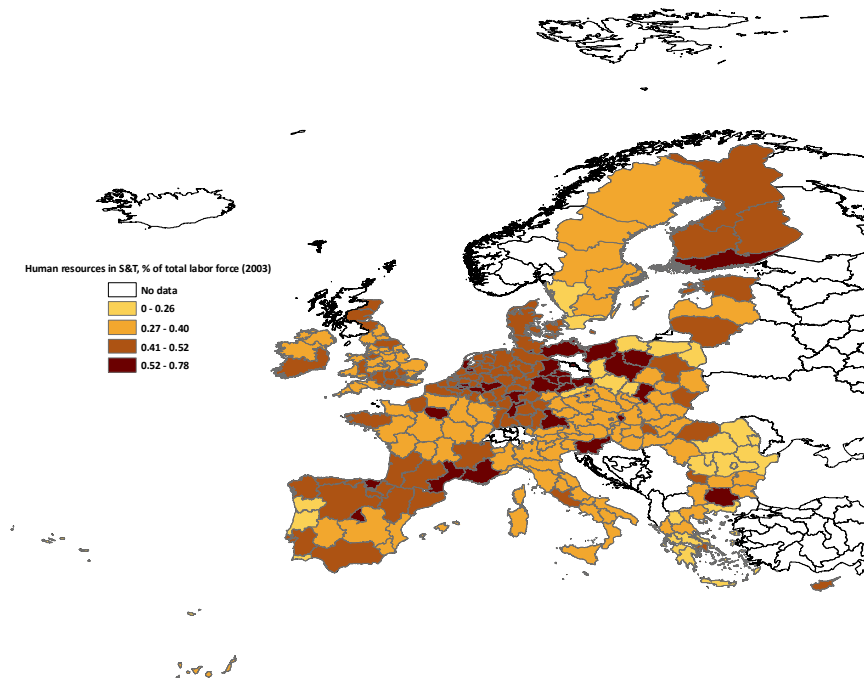 Human resources in S&T, % of total labor force (2003)
No data
0 - 0.26
0.27 - 0.40
0.41 - 0.52
0.52 - 0.78